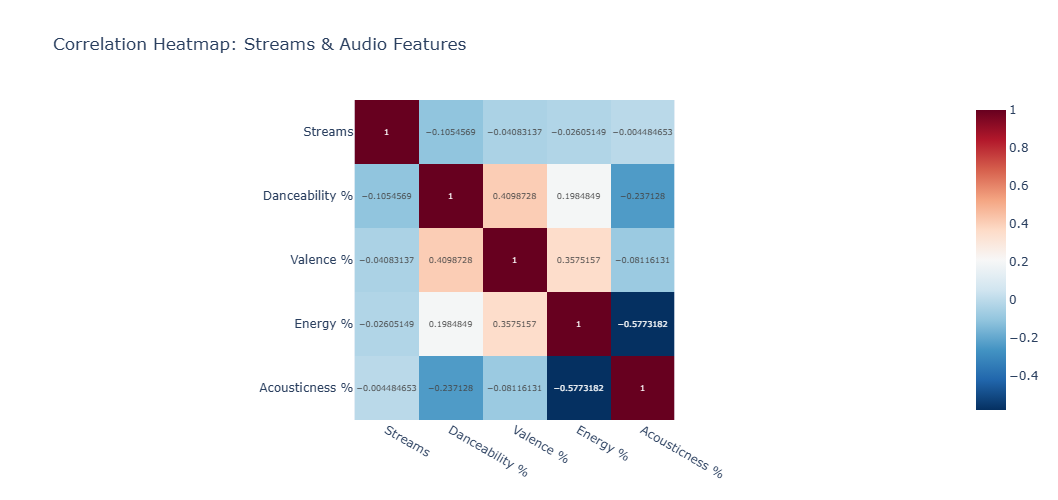 Correlation Heatmap: Streams & Audio Features
Streams 1 −0.1054569 −0.04083137 −0.02605149 −0.004484653
Danceability % −0.1054569 1 0.4098728 0.1984849 −0.237128
Valence % −0.04083137 0.4098728 1 0.3575157 −0.08116131
Energy % −0.02605149 0.1984849 0.3575157 1 −0.5773182
Acousticness % −0.004484653 −0.237128 −0.08116131 −0.5773182 1
Streams Danceability % Valence % Energy % Acousticness %
1
0.8
0.6
0.4
0.2
0
−0.2
−0.4